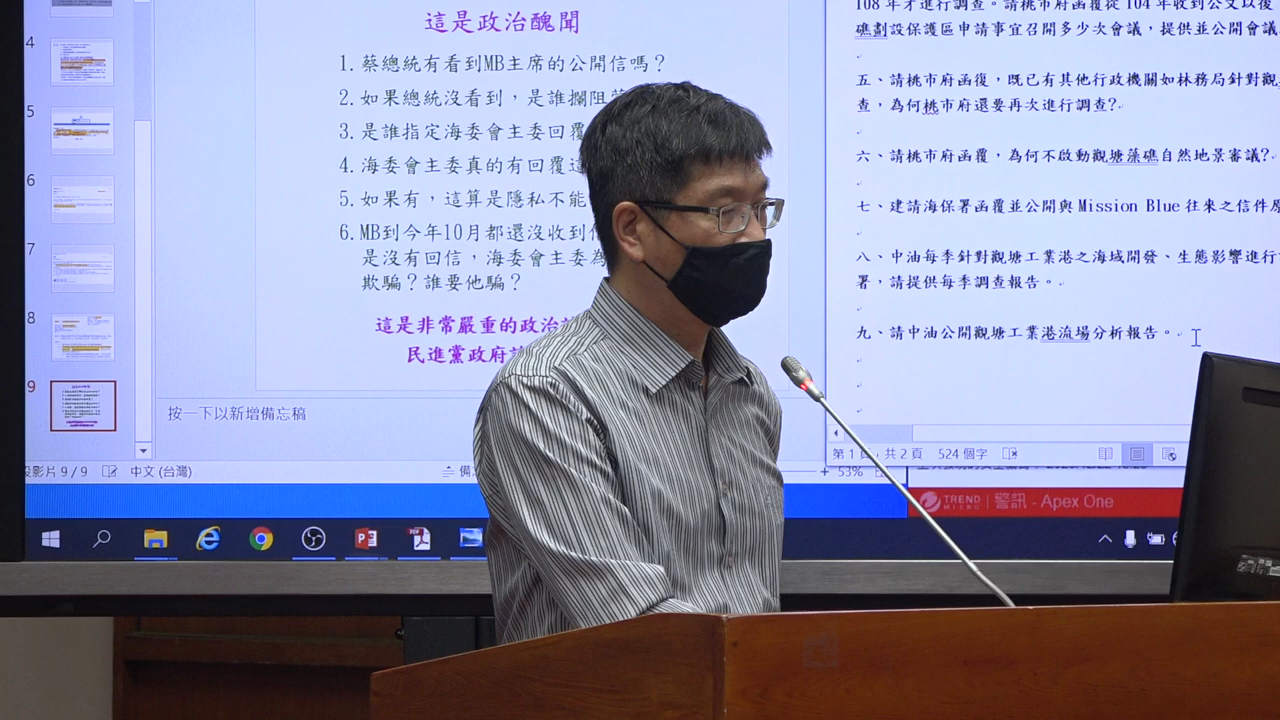 這是政治醜聞
1. 蔡總統有看到MB主席的公開信嗎？
2. 如果總統沒看到，是誰攔阻
3. 是誰指定海委會主委回覆
4. 海委會主委真的有回覆這
5. 如果有，這算是隱私不能
6. MB到今年10月都還沒收到
是沒有回信，海委會主委為
欺騙？誰要他騙？
這是非常嚴重的政治
民進黨政府
4
5
6
7
8
9
按一下以新增備忘稿
投影片 9 / 9 中文 (台灣)
53%
108 年才進行調查。請桃市府函覆從 104 年收到公文以後
礁劃設保護區申請事宜召開多少次會議，提供並公開會議
五、請桃市府函復，既已有其他行政機關如林務局針對觀
查，為何桃市府還要再次進行調查?
六、請桃市府函覆，為何不啟動觀塘藻礁自然地景審議?
七、建請海保署函覆並公開與 Mission Blue 往來之信件原
八、中油每季針對觀塘工業港之海域開發、生態影響進行
署，請提供每季調查報告。
九、請中油公開觀塘工業港流場分析報告。
第 1 頁，共 2 頁 524 個字
TREND MICRO 警訊 - Apex One